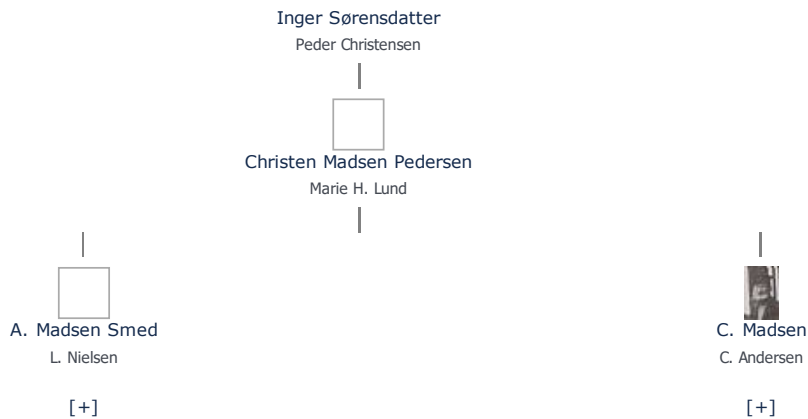 Inger Sørensdatter
Peder Christensen
Christen Madsen Pedersen
Marie H. Lund
A. Madsen Smed
L. Nielsen
[+]
C. Madsen
C. Andersen
[+]